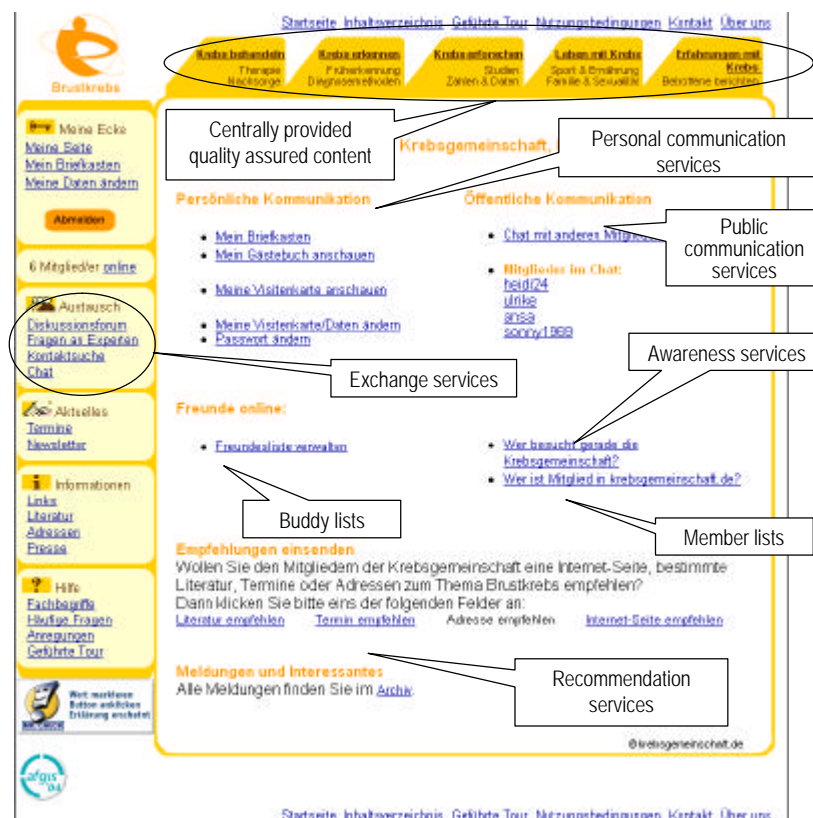 Startseite Inhaltsverzeichnis Geführte Tour Nutzungsbedingungen Kontakt Über uns
Brustkrebs
Krebs behandeln
Therapie
Nachsorge
Krebs erkennen
Früherkennung
Diagnosemethoden
Krebs erforschen
Studien
Zahlen & Daten
Leben mit Krebs
Sport & Ernährung
Familie & Sexualität
Erfahrungen mit
Krebs
Betroffene berichten
Centrally provided
quality assured content
Krebsgemeinschaft,
Personal communication
services
Meine Ecke
Meine Seite
Mein Briefkasten
Meine Daten ändern
Abmelden
6 Mitglied/er online
Austausch
Diskussionsforum
Fragen an Experten
Kontaktsuche
Chat
Aktuelles
Termine
Newsletter
Informationen
Links
Literatur
Adressen
Presse
? Hilfe
Fachbegriffe
Häufige Fragen
Anregungen
Geführte Tour
Wort markieren
Button anklicken
Erklärung erscheint
afgis
'04
Persönliche Kommunikation
• Mein Briefkasten
• Mein Gästebuch anschauen
• Meine Visitenkarte anschauen
• Meine Visitenkarte/Daten ändern
• Passwort ändern
Öffentliche Kommunikation
• Chat mit anderen
• Mitglieder im Chat:
heidi24
ulrike
ansa
sonny1969
Public
communication
services
Exchange services
Awareness services
Freunde online:
• Freundesliste verwalten
• Wer besucht gerade die
Krebsgemeinschaft?
• Wer ist Mitglied in krebsgemeinschaft.de?
Buddy lists
Member lists
Empfehlungen einsenden
Wollen Sie den Mitgliedern der Krebsgemeinschaft eine Internet-Seite, bestimmte
Literatur, Termine oder Adressen zum Thema Brustkrebs empfehlen?
Dann klicken Sie bitte eins der folgenden Felder an:
Literatur empfehlen Termin empfehlen Adresse empfehlen Internet-Seite empfehlen
Meldungen und Interessantes
Alle Meldungen finden Sie im Archiv.
Recommendation
services
© krebsgemeinschaft.de
Startseite Inhaltsverzeichnis Geführte Tour Nutzungsbedingungen Kontakt Über uns